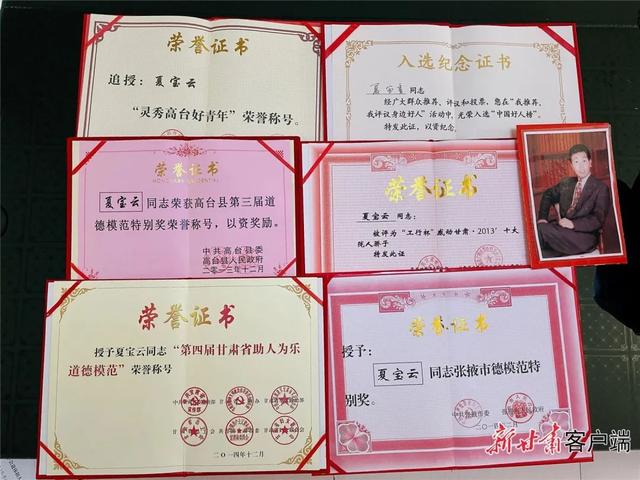 荣誉证书
追授：夏宝云
“灵秀高台好青年”荣誉称号。
入选纪念证书
夏宝云同志
经广大群众推荐、评议和投票，您在“我推荐、
我评议身边好人”活动中，光荣入选“中国好人榜”。
特发此证，以资纪念
荣誉证书
夏宝云同志荣获高台县第三届道
德模范特别奖荣誉称号，以资奖励。
中共高台县委
高台县人民政府
二〇一三年十二月
荣誉证书
夏宝云同志：
被评为“工行杯”感动甘肃·2013’十大
陇人骄子
特发此证
荣誉证书
授予夏宝云同志“第四届甘肃省助人为乐
道德模范”荣誉称号
二〇一四年十二月
荣誉证书
授予：
夏宝云同志张掖市德模范特
别奖。
中共张掖市委
新甘肃客户端